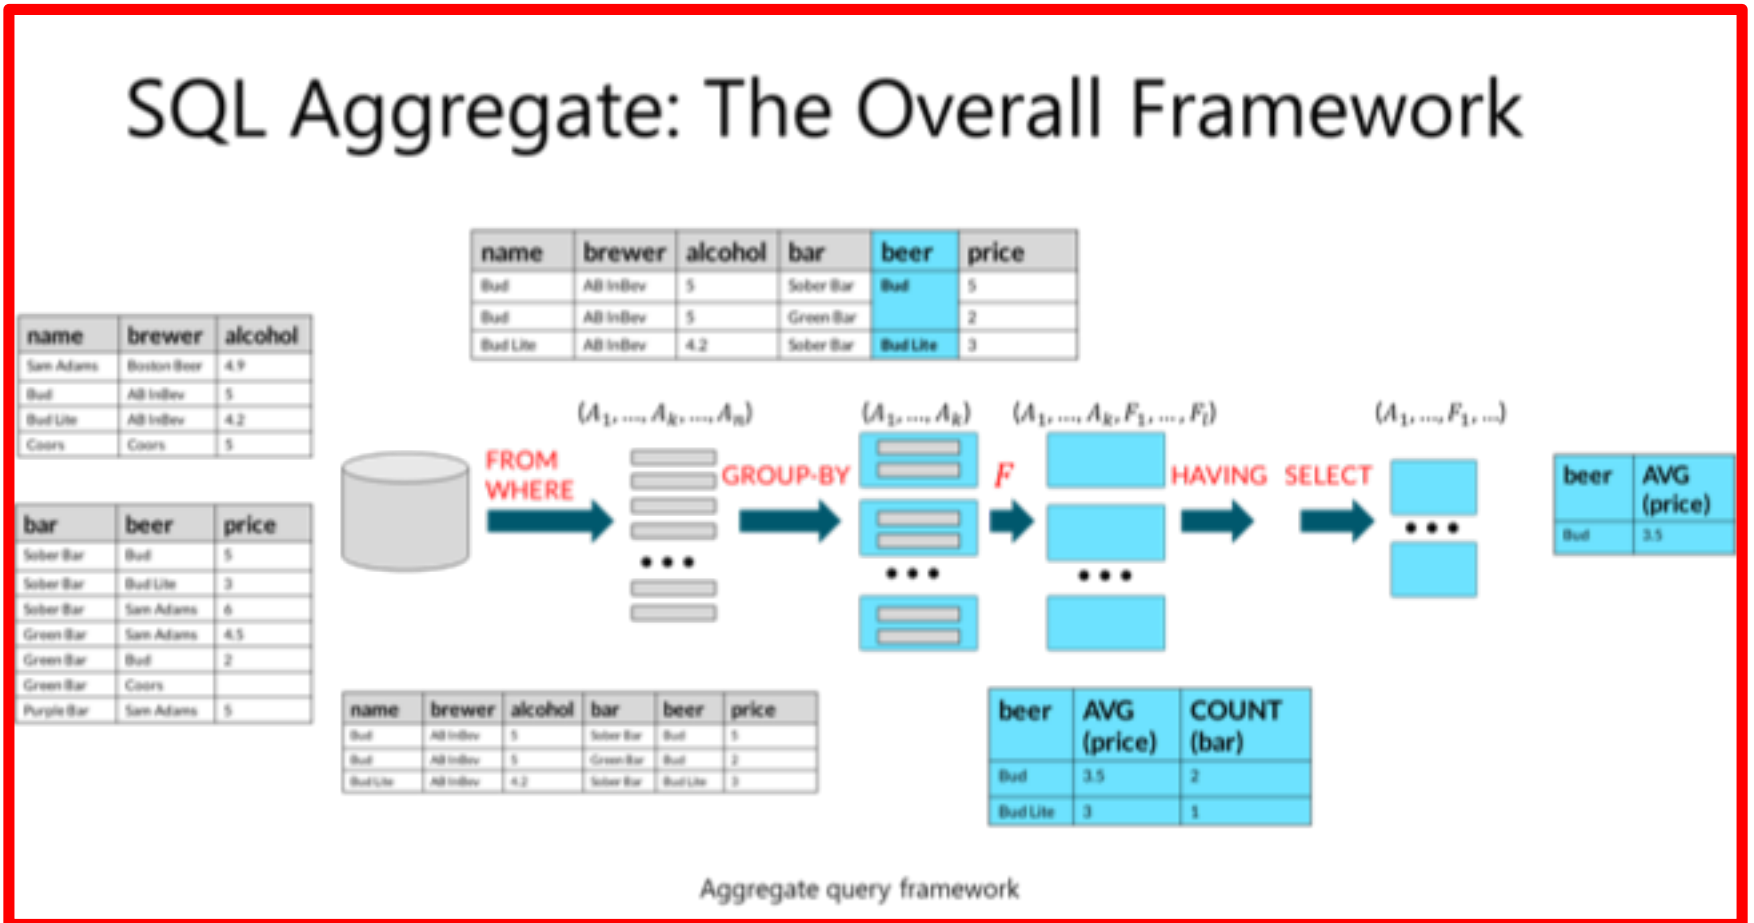 SQL Aggregate: The Overall Framework
name brewer alcohol bar beer price
Bud AB InBev 5 Sober Bar Bud 5
Bud AB InBev 5 Green Bar 2
Bud Lite AB InBev 4.2 Sober Bar Bud Lite 3
name brewer alcohol
Sam Adams Boston Beer 4.9
Bud AB InBev 5
Bud Lite AB InBev 4.2
Coors Coors 5
bar beer price
Sober Bar Bud 5
Sober Bar Bud Lite 3
Sober Bar Sam Adams 6
Green Bar Sam Adams 4.5
Green Bar Bud 2
Green Bar Coors
Purple Bar Sam Adams 5
(A₁, ..., Aₖ, ..., Aₙ) (A₁, ..., Aₖ) (A₁, ..., Aₖ, F₁, ..., Fₗ) (A₁, ..., F₁, ...)
FROM
WHERE
GROUP-BY F HAVING SELECT
beer AVG
(price)
Bud 3.5
name brewer alcohol bar beer price
Bud AB InBev 5 Sober Bar Bud 5
Bud AB InBev 5 Green Bar Bud 2
Bud Lite AB InBev 4.2 Sober Bar Bud Lite 3
beer AVG COUNT
(price) (bar)
Bud 3.5 2
Bud Lite 3 1
Aggregate query framework